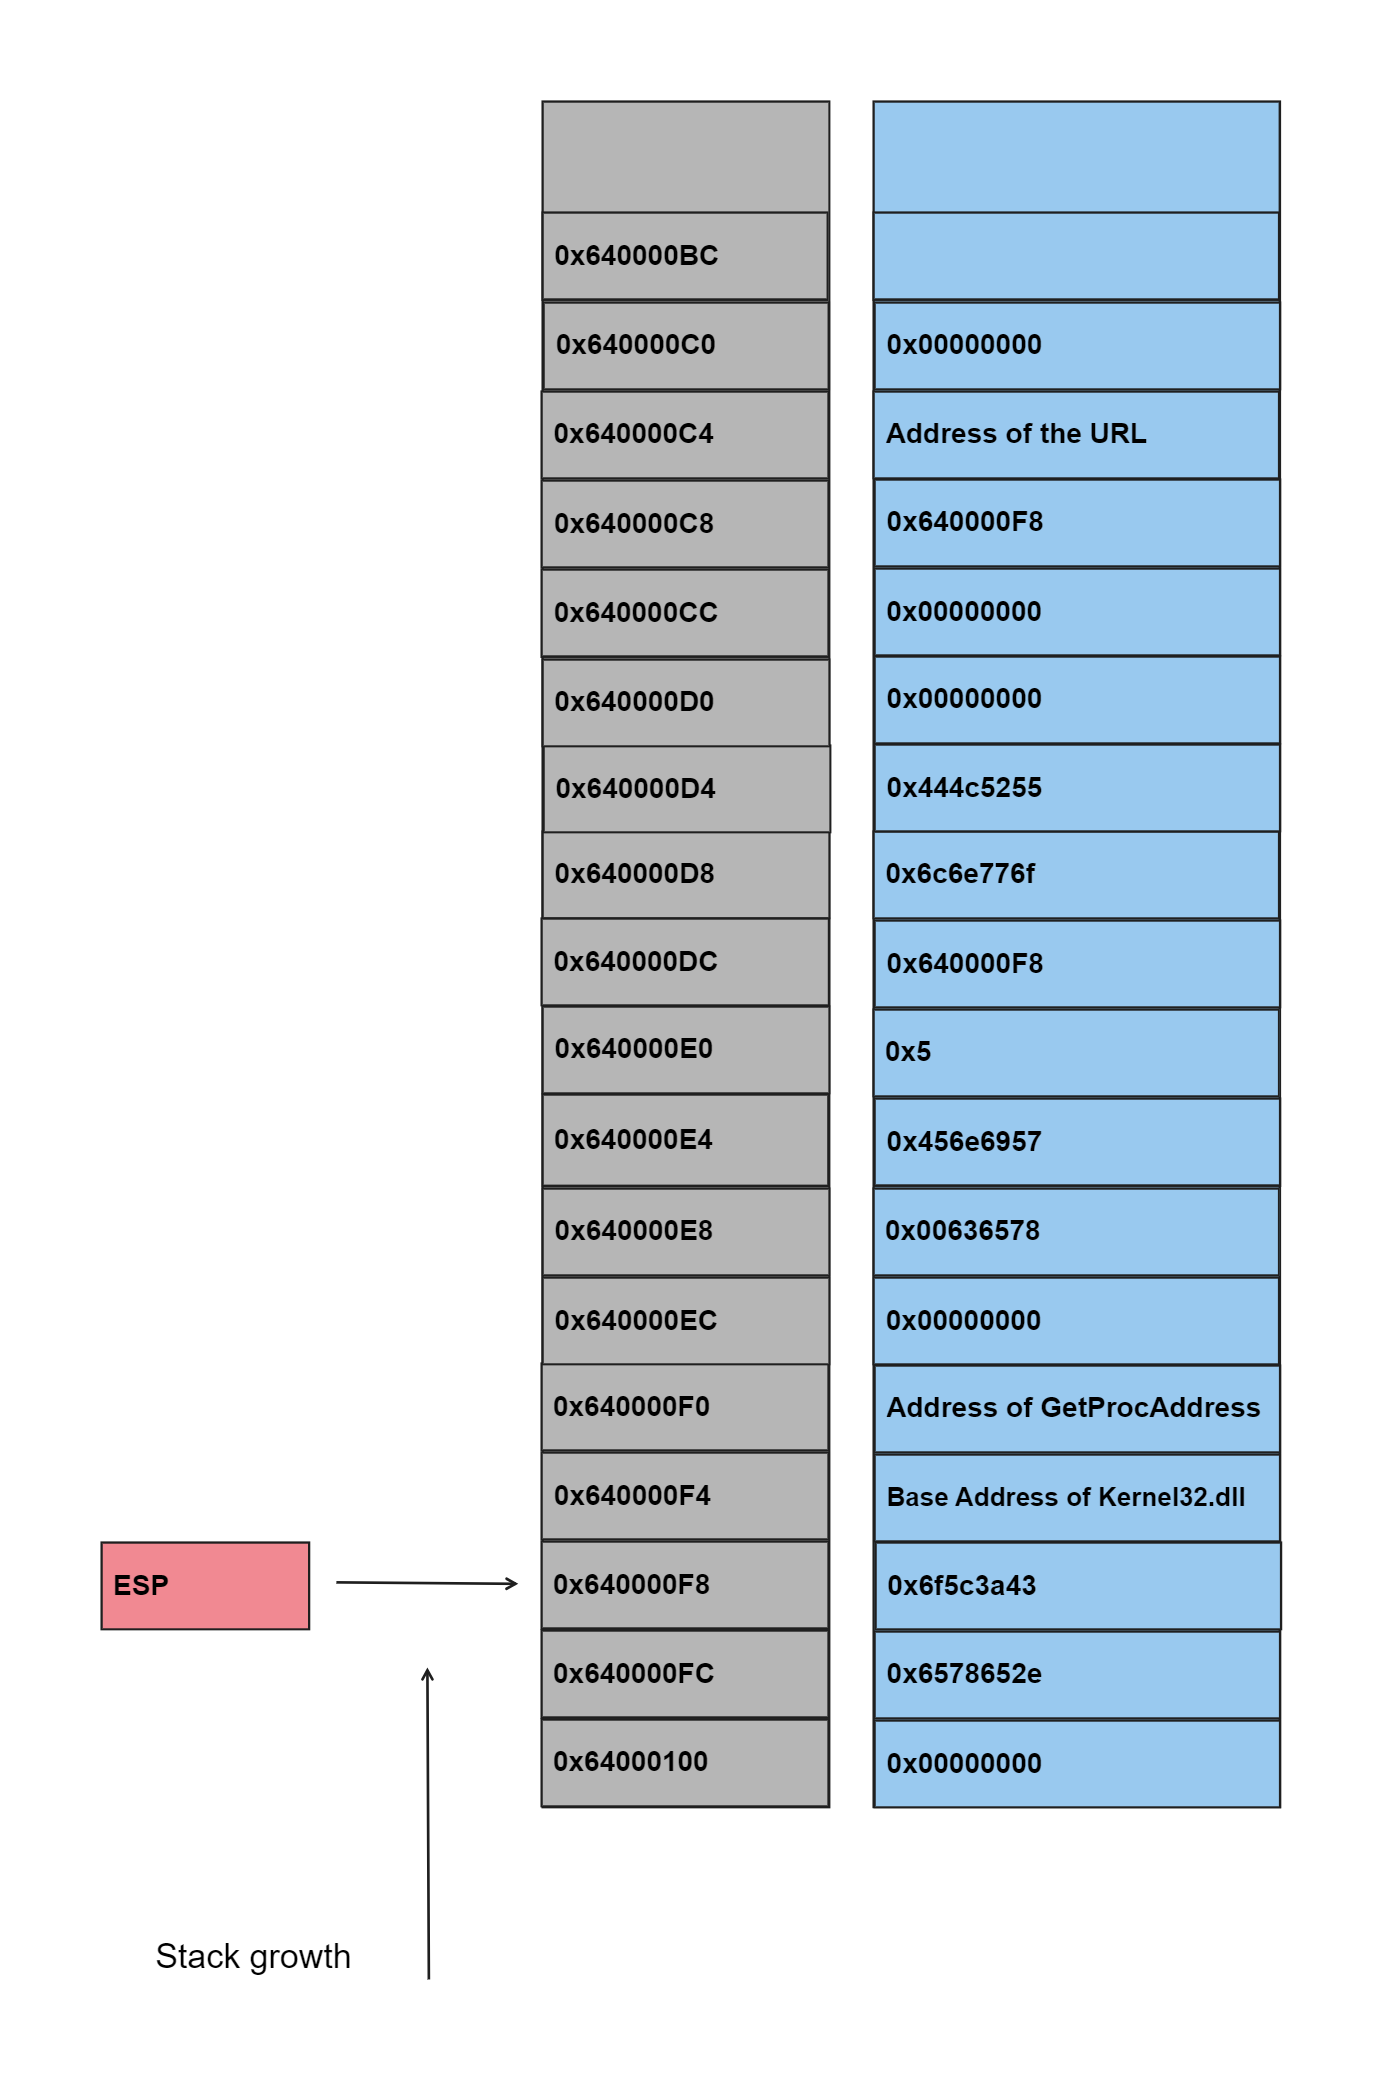 0x640000BC
0x640000C0 0x00000000
0x640000C4 Address of the URL
0x640000C8 0x640000F8
0x640000CC 0x00000000
0x640000D0 0x00000000
0x640000D4 0x444c5255
0x640000D8 0x6c6e776f
0x640000DC 0x640000F8
0x640000E0 0x5
0x640000E4 0x456e6957
0x640000E8 0x00636578
0x640000EC 0x00000000
0x640000F0 Address of GetProcAddress
0x640000F4 Base Address of Kernel32.dll
ESP 0x640000F8 0x6f5c3a43
0x640000FC 0x6578652e
0x64000100 0x00000000
Stack growth